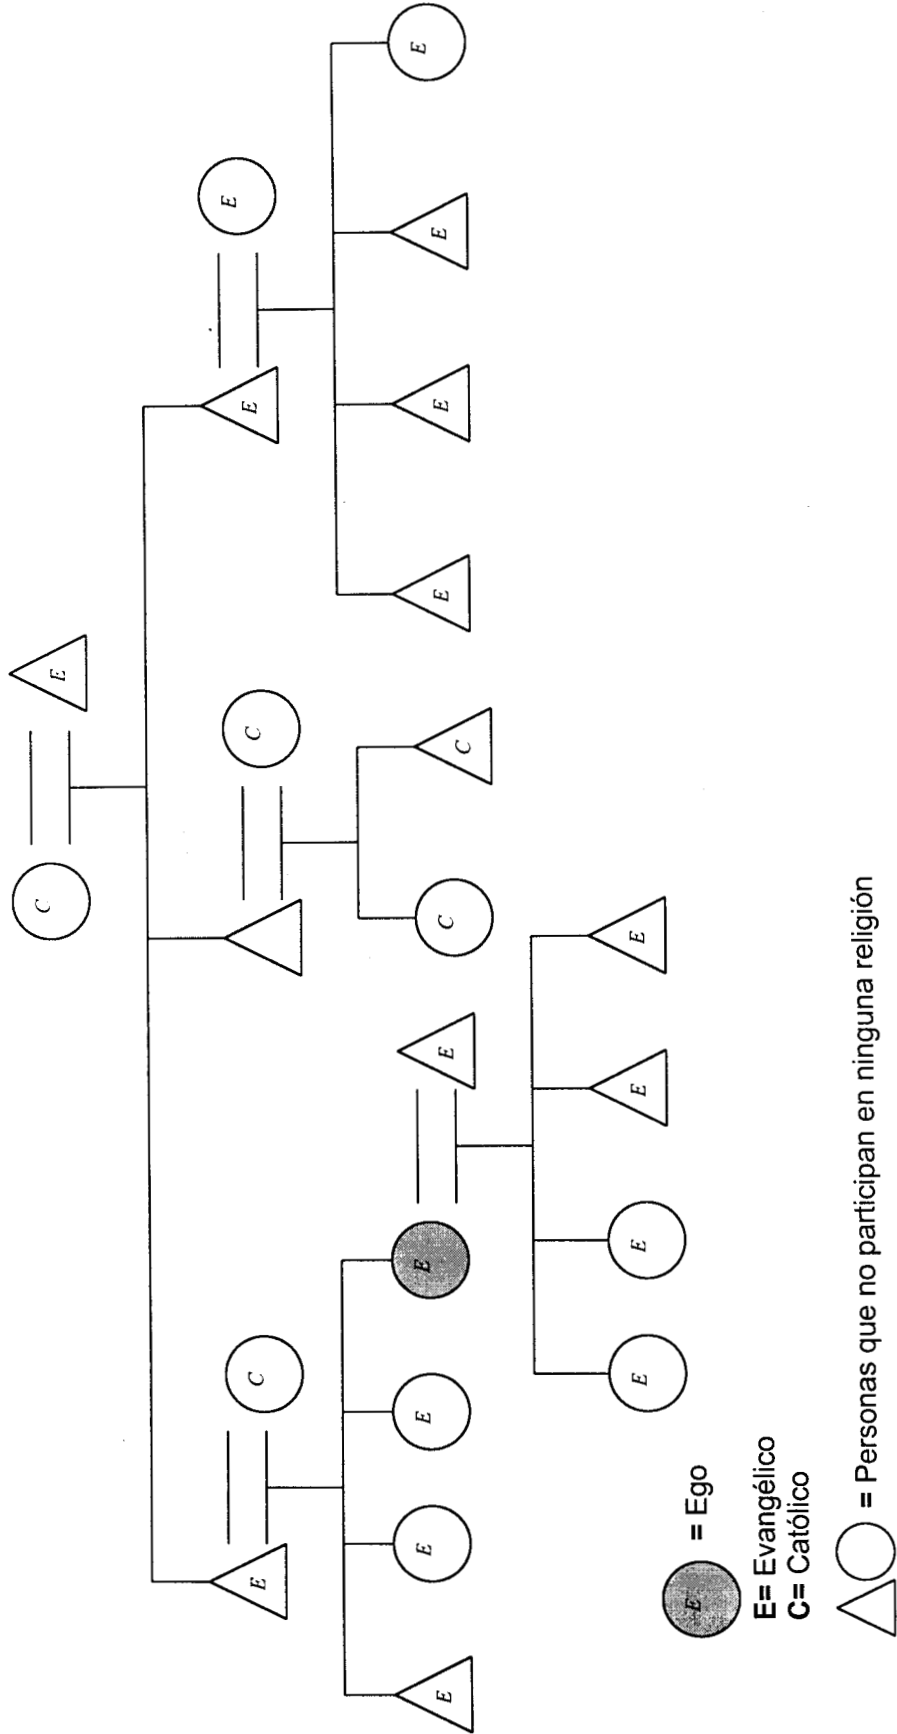 C E
E C C E E
E E E E E C C E E E E
E E E E
E = Ego
E= Evangélico
C= Católico
= Personas que no participan en ninguna religión